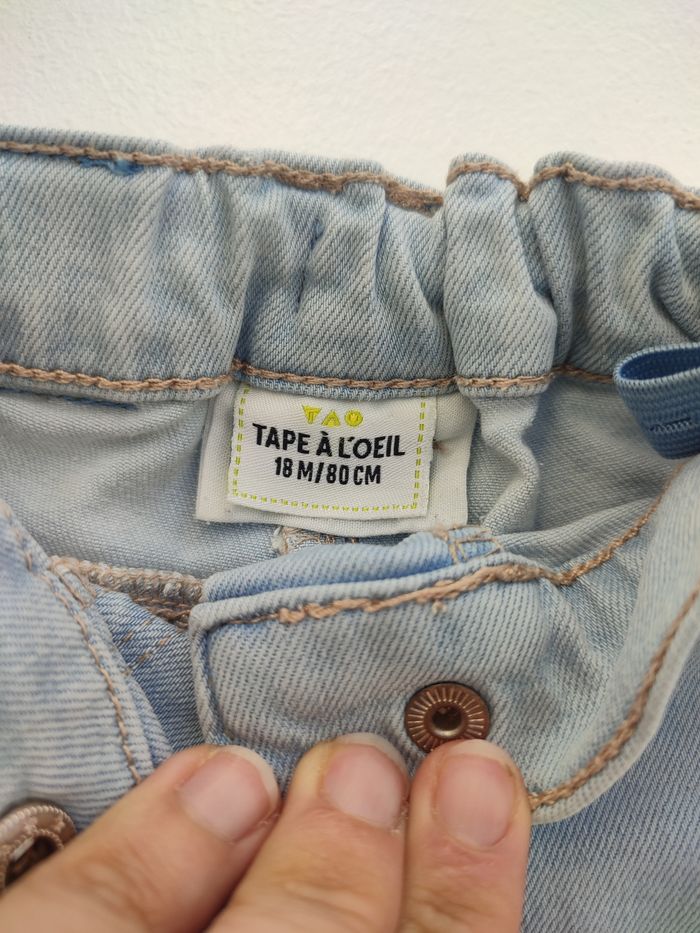 TAO
TAPE À L'OEIL
18 M/80 CM